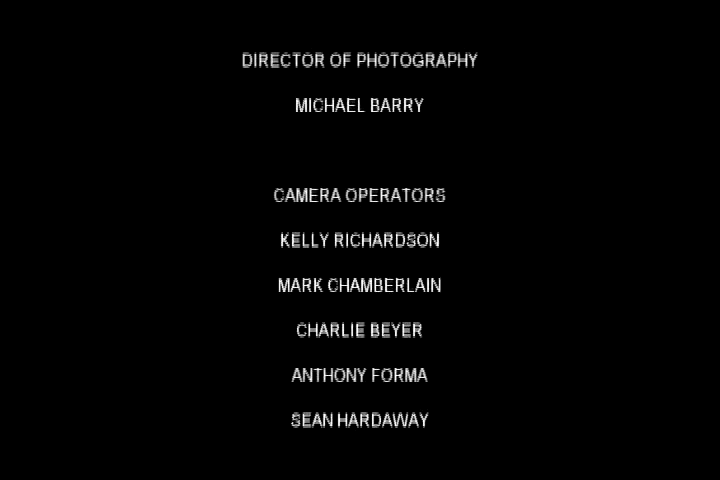 DIRECTOR OF PHOTOGRAPHY
MICHAEL BARRY
CAMERA OPERATORS
KELLY RICHARDSON
MARK CHAMBERLAIN
CHARLIE BEYER
ANTHONY FORMA
SEAN HARDAWAY